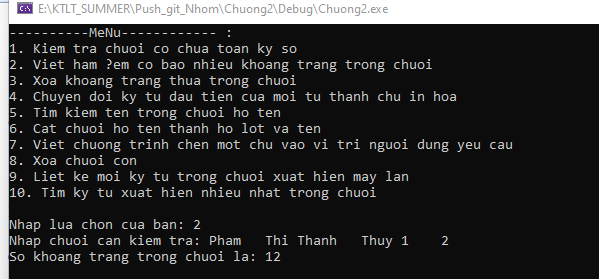 E:\KTLT_SUMMER\Push_git_Nhom\Chuong2\Debug\Chuong2.exe
----------MeNu------------ :
1. Kiem tra chuoi co chua toan ky so
2. Viet ham ?em co bao nhieu khoang trang trong chuoi
3. Xoa khoang trang thua trong chuoi
4. Chuyen doi ky tu dau tien cua moi tu thanh chu in hoa
5. Tim kiem ten trong chuoi ho ten
6. Cat chuoi ho ten thanh ho lot va ten
7. Viet chuong trinh chen mot chu vao vi tri nguoi dung yeu cau
8. Xoa chuoi con
9. Liet ke moi ky tu trong chuoi xuat hien may lan
10. Tim ky tu xuat hien nhieu nhat trong chuoi

Nhap lua chon cua ban: 2
Nhap chuoi can kiem tra: Pham   Thi Thanh   Thuy 1    2
So khoang trang trong chuoi la: 12